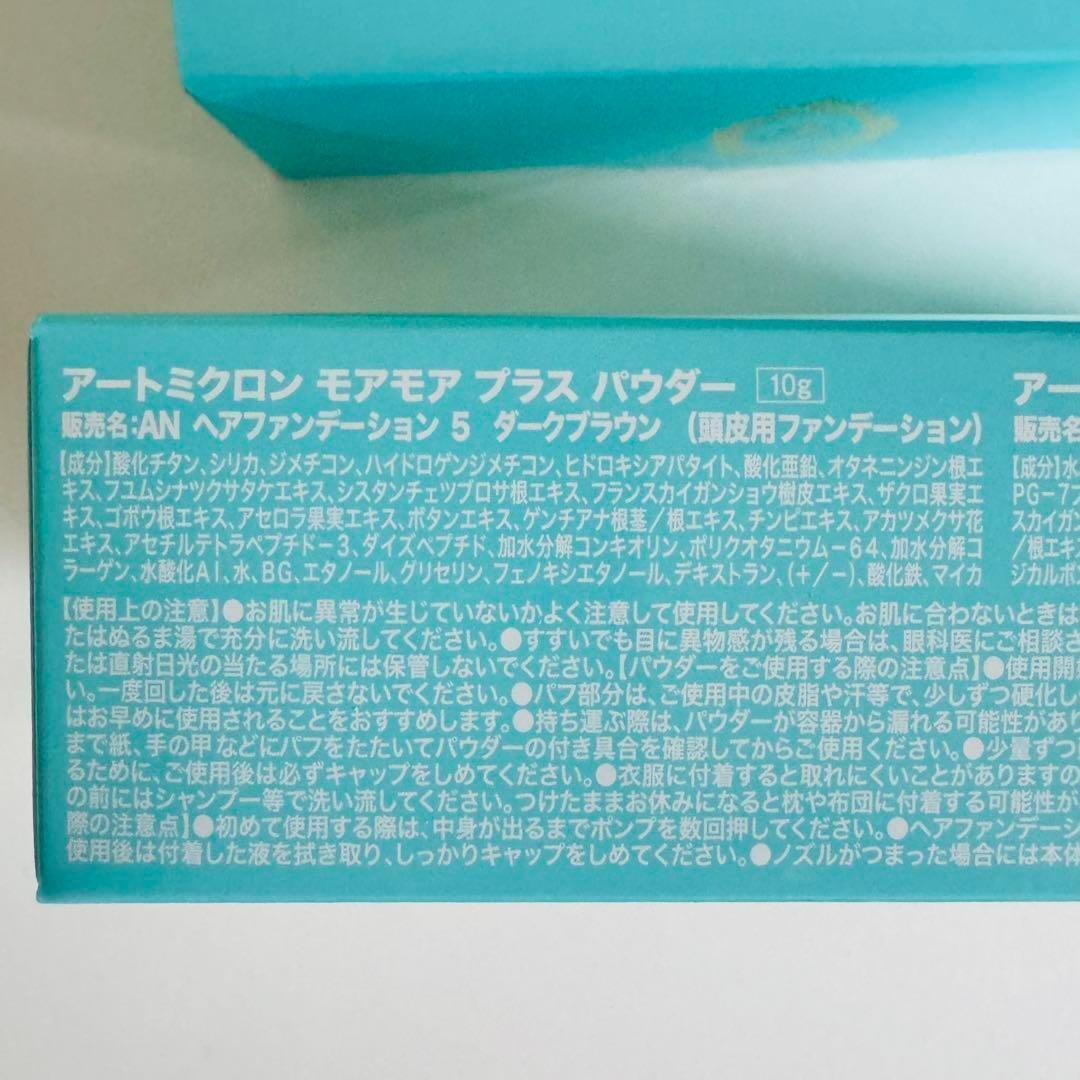 アートミクロン モアモア プラス パウダー 10g
販売名:AN ヘアファンデーション 5 ダークブラウン (頭皮用ファンデーション)
【成分】酸化チタン、シリカ、ジメチコン、ハイドロゲンジメチコン、ヒドロキシアパタイト、酸化亜鉛、オタネニンジン根エ
キス、フユムシナツクサタケエキス、シスタンチェツブロサ根エキス、フランスカイガンショウ樹皮エキス、ザクロ果実エ
キス、ゴボウ根エキス、アセロラ果実エキス、ボタンエキス、ゲンチアナ根茎/根エキス、チンピエキス、アカツメクサ花
エキス、アセチルテトラペプチド-3、ダイズペプチド、加水分解コンキオリン、ポリクオタニウム-64、加水分解コ
ラーゲン、水酸化Al、水、BG、エタノール、グリセリン、フェノキシエタノール、デキストラン、(+/-)、酸化鉄、マイカ
アー
販売名
【成分】水
PG-7
スカイガン
/根エキス
ジカルボ
【使用上の注意】●お肌に異常が生じていないかよく注意して使用してください。お肌に合わないときは
たはぬるま湯で充分に洗い流してください。●すすいでも目に異物感が残る場合は、眼科医にご相談さ
たは直射日光の当たる場所には保管しないでください。【パウダーをご使用する際の注意点】●使用開
い。一度回した後は元に戻さないでください。●パフ部分は、ご使用中の皮脂や汗等で、少しずつ硬化し
はお早めに使用されることをおすすめします。●持ち運ぶ際は、パウダーが容器から漏れる可能性があり
まで紙、手の甲などにパフをたたいてパウダーの付き具合を確認してからご使用ください。●少量ずつ
るために、ご使用後は必ずキャップをしめてください。●衣服に付着すると取れにくいことがありますの
の前にはシャンプー等で洗い流してください。つけたままお休みになると枕や布団に付着する可能性が
際の注意点】●初めて使用する際は、中身が出るまでポンプを数回押してください。●ヘアファンデーシ
使用後は付着した液を拭き取り、しっかりキャップをしめてください。●ノズルがつまった場合には本体